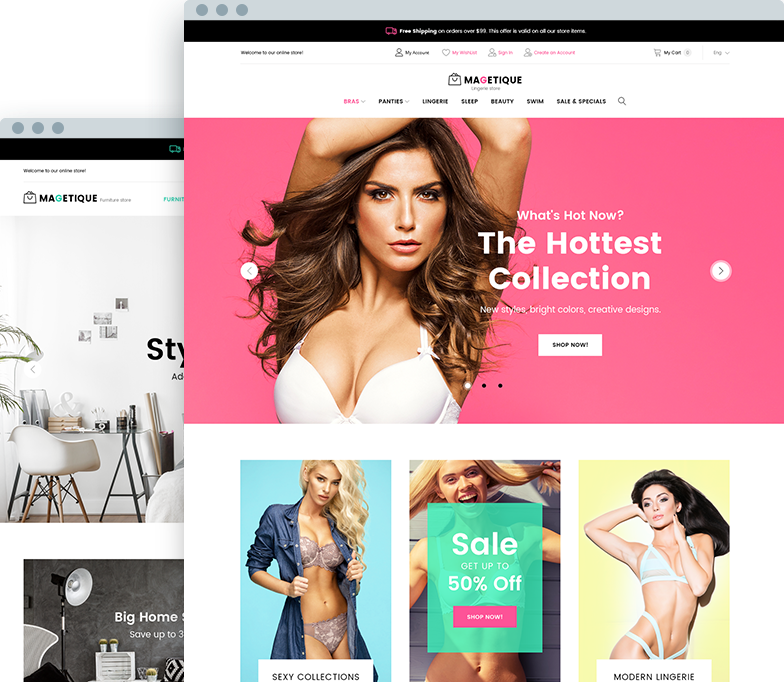 Free Shipping on orders over $99. This offer is valid on all our store items.
Welcome to our online store!
My Account
My WishList
Sign In
Create an Account
My Cart 0
Eng
MAGETIQUE
Lingerie store
BRAS
PANTIES
LINGERIE
SLEEP
BEAUTY
SWIM
SALE & SPECIALS
What's Hot Now?
The Hottest
Collection
New styles, bright colors, creative designs.
SHOP NOW!
Sale
GET UP TO
50% Off
SHOP NOW!
SEXY COLLECTIONS
MODERN LINGERIE
Welcome to our online store!
MAGETIQUE
Furniture store
FURNIT
Sty
Ad
&
Big Home S
Save up to 3